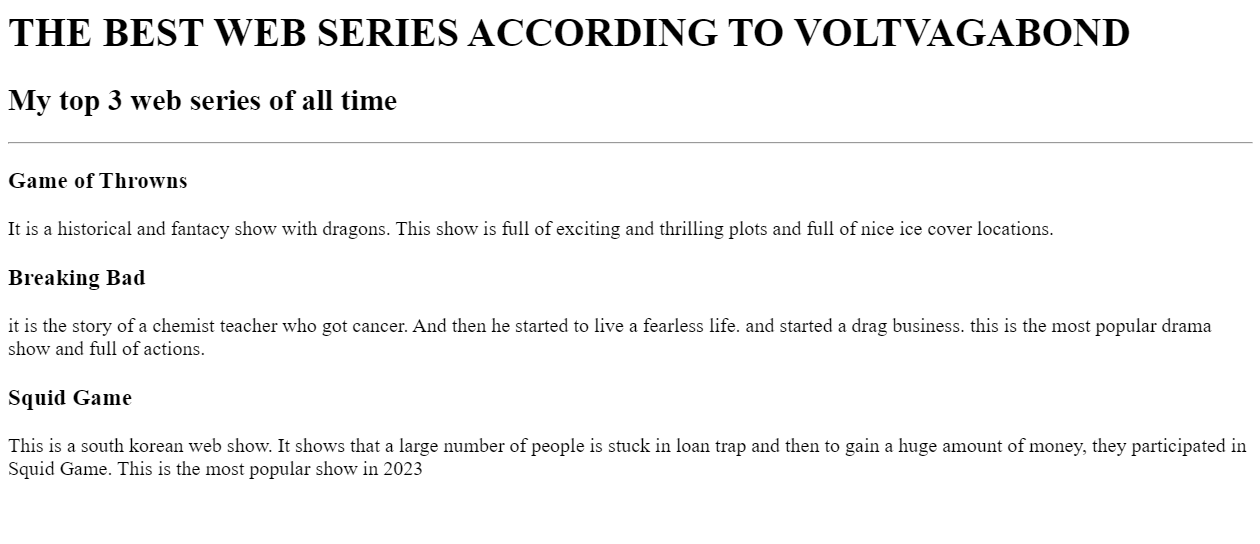 THE BEST WEB SERIES ACCORDING TO VOLTVAGABOND
My top 3 web series of all time
Game of Throwns
It is a historical and fantacy show with dragons. This show is full of exciting and thrilling plots and full of nice ice cover locations.
Breaking Bad
it is the story of a chemist teacher who got cancer. And then he started to live a fearless life. and started a drag business. this is the most popular drama
show and full of actions.
Squid Game
This is a south korean web show. It shows that a large number of people is stuck in loan trap and then to gain a huge amount of money, they participated in
Squid Game. This is the most popular show in 2023